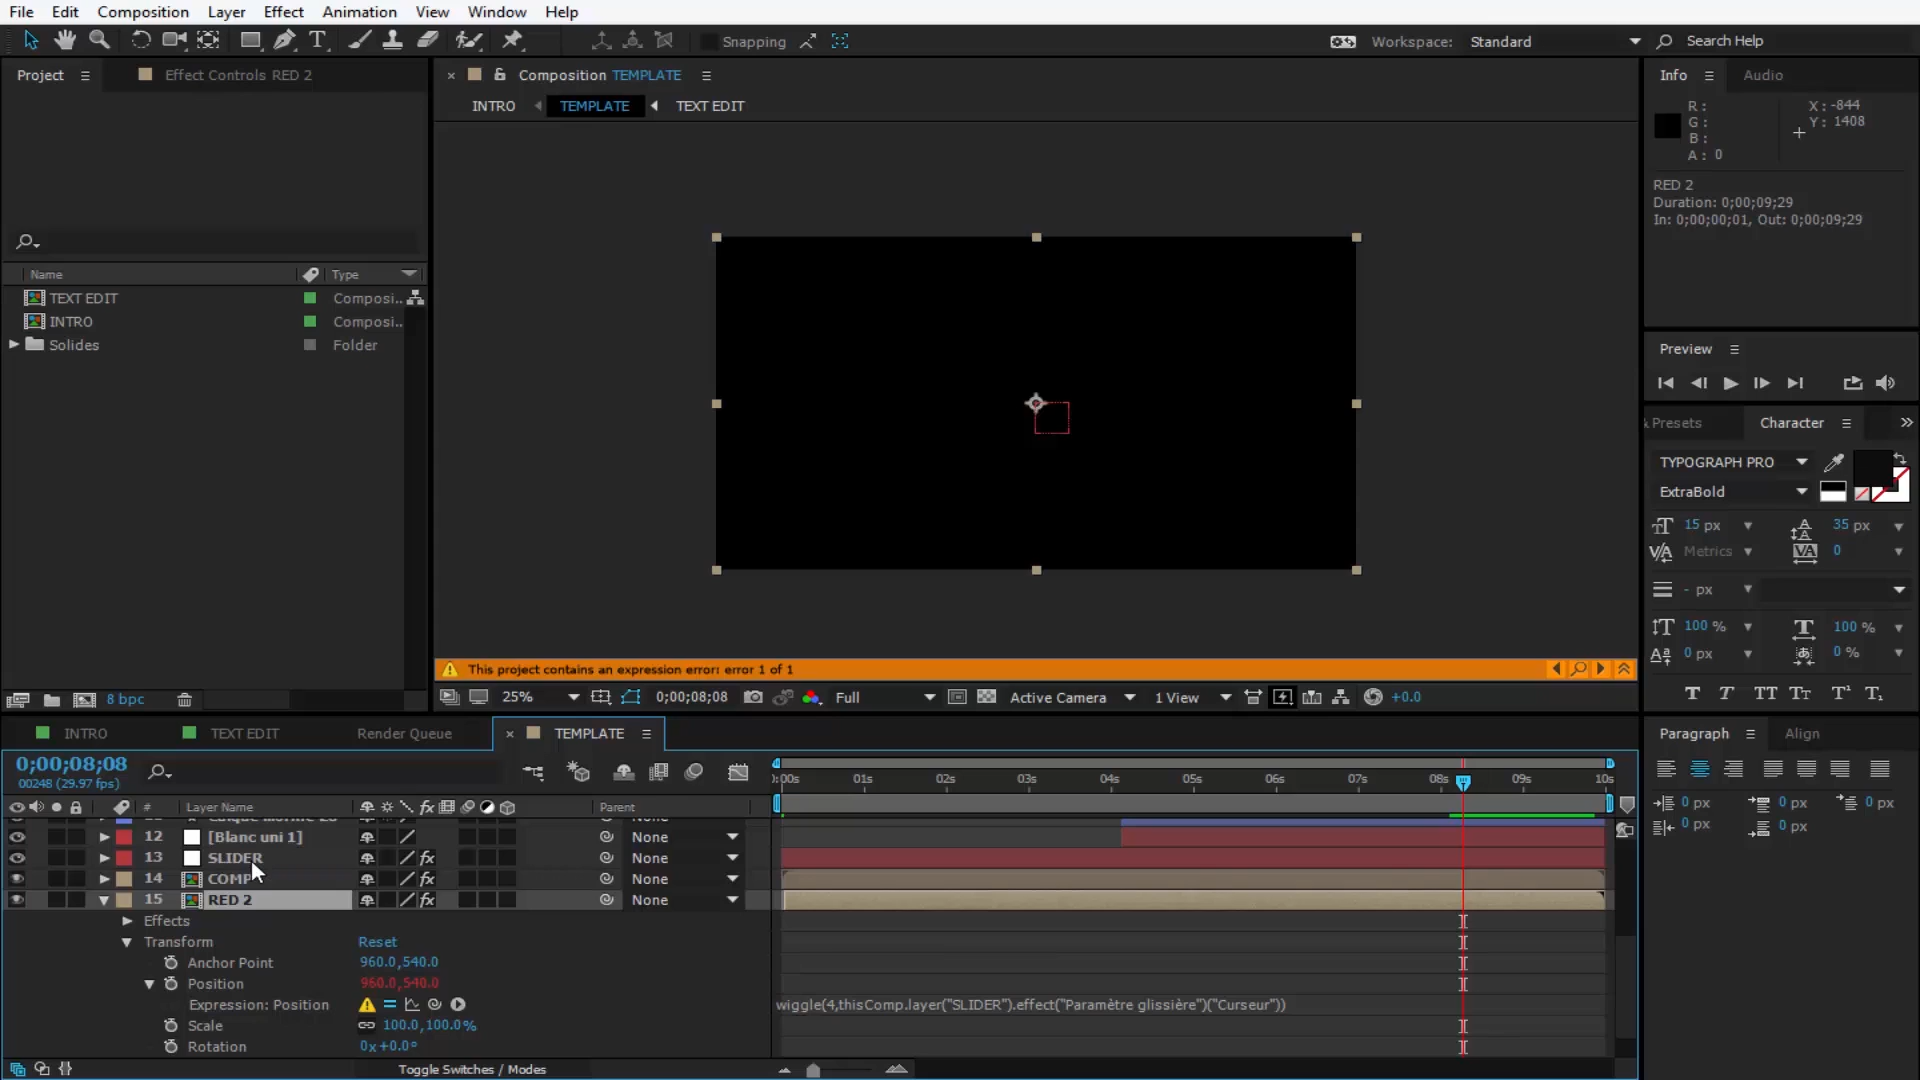 File Edit Composition Layer Effect Animation View Window Help
Snapping
Workspace: Standard
Search Help
Project
Effect Controls RED 2
Composition TEMPLATE
INTRO TEMPLATE TEXT EDIT
Info Audio
R :
G :
B :
A : 0
X : -844
Y : 1408
RED 2
Duration: 0;00;09;29
In: 0;00;00;01, Out: 0;00;09;29
Name Type
TEXT EDIT Composi..
INTRO Composi..
Solides Folder
Preview
& Presets Character
TYPOGRAPH PRO
ExtraBold
15 px 35 px
Metrics 0
- px
100 % 100 %
0 px 0 %
This project contains an expression error: error 1 of 1
8 bpc
25% 0;00;08;08 Full Active Camera 1 View +0.0
INTRO TEXT EDIT Render Queue TEMPLATE
Paragraph Align
0 px 0 px 0 px
0 px 0 px
0;00;08;08
00248 (29.97 fps)
):00s 01s 02s 03s 04s 05s 06s 07s 08s 09s 10s
# Layer Name Parent
12 [Blanc uni 1] None
13 SLIDER None
14 COMP None
15 RED 2 None
Effects
Transform Reset
Anchor Point 960.0,540.0
Position 960.0,540.0
Expression: Position wiggle(4,thisComp.layer("SLIDER").effect("Paramètre glissière")("Curseur"))
Scale 100.0,100.0%
Rotation 0x+0.0°
Toggle Switches / Modes